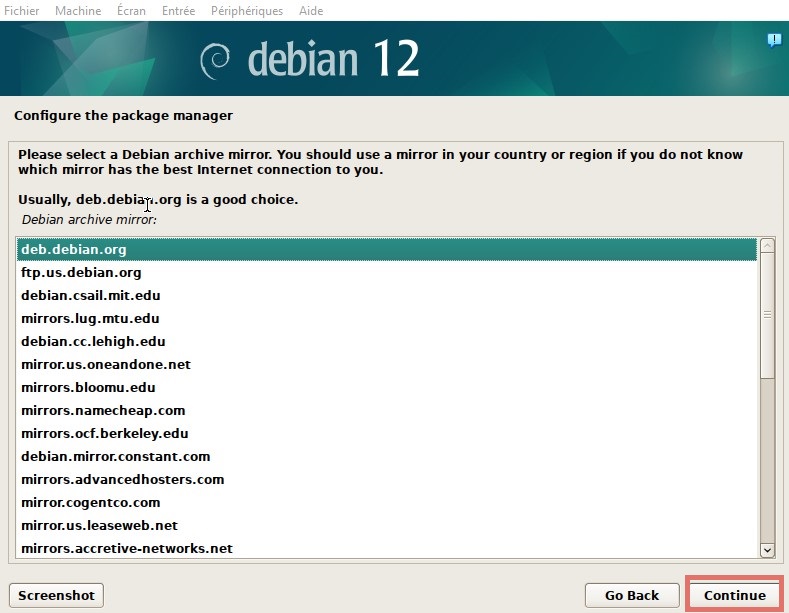 Fichier Machine Écran Entrée Périphériques Aide
debian 12
Configure the package manager
Please select a Debian archive mirror. You should use a mirror in your country or region if you do not know
which mirror has the best Internet connection to you.
Usually, deb.debian.org is a good choice.
Debian archive mirror:
deb.debian.org
ftp.us.debian.org
debian.csail.mit.edu
mirrors.lug.mtu.edu
debian.cc.lehigh.edu
mirror.us.oneandone.net
mirrors.bloomu.edu
mirrors.namecheap.com
mirrors.ocf.berkeley.edu
debian.mirror.constant.com
mirrors.advancedhosters.com
mirror.cogentco.com
mirror.us.leaseweb.net
mirrors.accretive-networks.net
Screenshot Go Back Continue